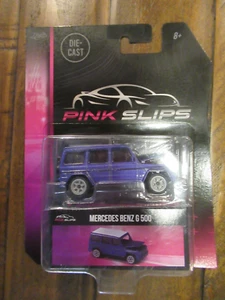 DIE-
CAST
8+
PINK SLIPS
MERCEDES BENZ G 500